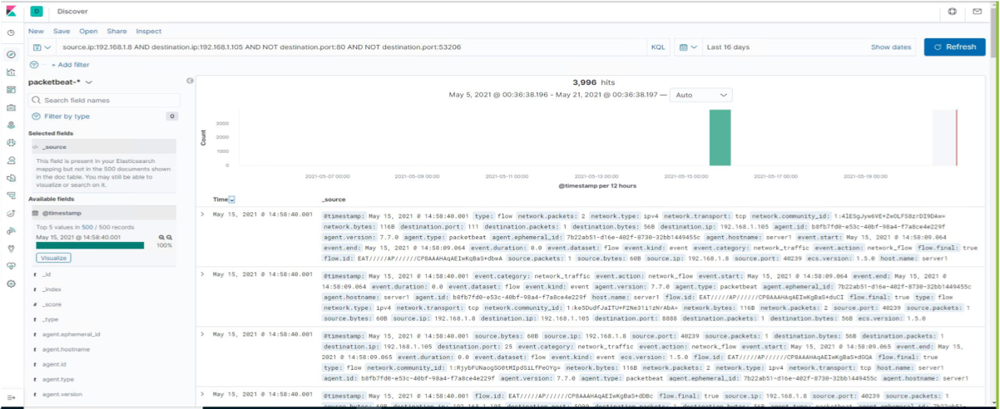 D Discover
New Save Open Share Inspect
source.ip:192.168.1.8 AND destination.ip:192.168.1.105 AND NOT destination.port:80 AND NOT destination.port:53206 KQL Last 16 days Show dates Refresh
+ Add filter
packetbeat-*
Search field names
Filter by type 0
Selected fields
</> _source
This field is present in your Elasticsearch
mapping but not in the 500 documents shown
in the doc table. You may still be able to
visualize or search on it.
Available fields
@timestamp
Top 5 values in 500 / 500 records
May 15, 2021 @ 14:58:40.001
100%
Visualize
t _id
t _index
# _score
t _type
t agent.ephemeral_id
t agent.hostname
t agent.id
t agent.type
t agent.version
3,996 hits
May 5, 2021 @ 00:36:38.196 - May 21, 2021 @ 00:36:38.197 — Auto
Count
3000
2000
1000
0
2021-05-07 00:00 2021-05-09 00:00 2021-05-11 00:00 2021-05-13 00:00 2021-05-15 00:00 2021-05-17 00:00 2021-05-19 00:00
@timestamp per 12 hours
Time _source
May 15, 2021 @ 14:58:40.001 @timestamp: May 15, 2021 @ 14:58:40.001 type: flow network.packets: 2 network.type: ipv4 network.transport: tcp network.community_id:
network.bytes: 116B destination.port: 111 destination.packets: 1 destination.bytes: 56B destination.ip: 192.168.1.105 agent.id: b8fb7fd0-e53c-40bf-98a4-f7a8ce4e229f
agent.version: 7.7.0 agent.type: packetbeat agent.ephemeral_id: 7b22ab51-d16e-402f-8730-32bb1449455c agent.hostname: server1 event.start: May 15, 2021 @ 14:58:09.064
event.end: May 15, 2021 @ 14:58:09.064 event.duration: 0.0 event.dataset: flow event.kind: event event.category: network_traffic event.action: network_flow flow.final: true
flow.id: source.packets: 1 source.bytes: 60B source.ip: 192.168.1.8 source.port: 40239 ecs.version: 1.5.0 host.name: server1
May 15, 2021 @ 14:58:40.001 @timestamp: May 15, 2021 @ 14:58:40.001 event.category: network_traffic event.action: network_flow event.start: May 15, 2021 @ 14:58:09.064 event.end: May 15, 2021 @
14:58:09.064 event.duration: 0.0 event.dataset: flow event.kind: event agent.version: 7.7.0 agent.type: packetbeat agent.ephemeral_id: 7b22ab51-d16e-402f-8730-32bb1449455c
agent.hostname: server1 agent.id: b8fb7fd0-e53c-40bf-98a4-f7a8ce4e229f host.name: server1 flow.id: flow.final: true type: flow
network.type: ipv4 network.transport: tcp network.community_id: network.bytes: 116B network.packets: 2 source.port: 40239 source.packets: 1
source.bytes: 60B source.ip: 192.168.1.8 destination.ip: 192.168.1.105 destination.port: 8888 destination.packets: 1 destination.bytes: 56B ecs.version: 1.5.0
May 15, 2021 @ 14:58:40.001 @timestamp: May 15, 2021 @ 14:58:40.001 source.bytes: 60B source.ip: 192.168.1.8 source.port: 40239 source.packets: 1 destination.bytes: 56B destination.packets: 1
destination.ip: 192.168.1.105 destination.port: 25 event.category: network_traffic event.action: network_flow event.start: May 15, 2021 @ 14:58:09.065 event.end: May 15,
2021 @ 14:58:09.065 event.duration: 0.0 event.dataset: flow event.kind: event ecs.version: 1.5.0 flow.id: flow.final: true
type: flow network.community_id: network.bytes: 116B network.packets: 2 network.type: ipv4 network.transport: tcp host.name: server1
agent.id: b8fb7fd0-e53c-40bf-98a4-f7a8ce4e229f agent.version: 7.7.0 agent.type: packetbeat agent.ephemeral_id: 7b22ab51-d16e-402f-8730-32bb1449455c agent.hostname: server1
May 15, 2021 @ 14:58:40.001 @timestamp: May 15, 2021 @ 14:58:40.001 flow.id: flow.final: true source.ip: 192.168.1.8 source.port: 40239 source.packets: 1